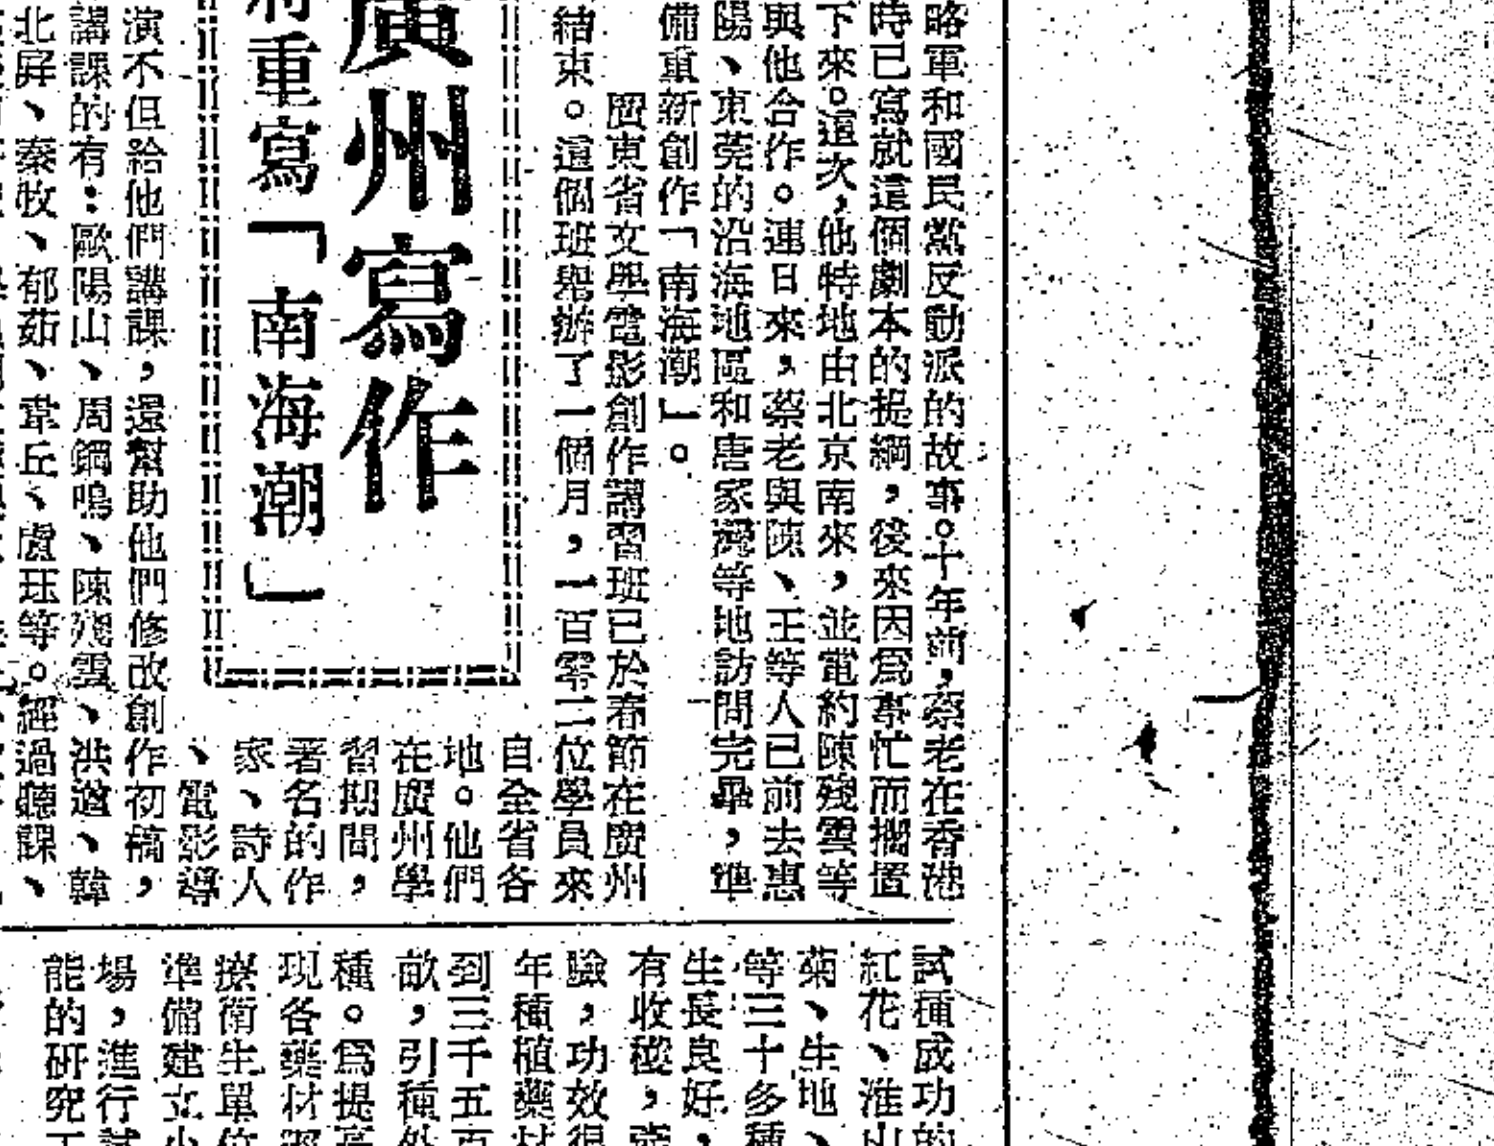 廣州寫作
重寫「南海潮」
略軍和國民黨反動派的故事。十年前，蔡老在香港
時已寫就這個劇本的提綱，後來因爲事忙而擱置
下來。這次，他特地由北京南來，並電約陳殘雲等
與他合作。連日來，蔡老與陳、王等人已前去惠
陽、東莞的沿海地區和唐家灣等地訪問完畢，準
備重新創作「南海潮」。
廣東省文學電影創作講習班已於春節在廣州
結束。這個班舉辦了一個月，一百零二位學員來
自全省各
地。他們
在廣州學
習期間，
著名的作
家、詩人
、電影導
演不但給他們講課，還幫助他們修改創作初稿，
講課的有：歐陽山、周鋼鳴、陳殘雲、洪遒、韓
北屏、秦牧、郁茹、韋丘、盧珏等。經過聽課、
試種成功的
紅花、淮山
菊、生地、
等三十多種
生長良好，
有收穫，
驗，功效很
年種植藥材
到三千五百
畝，引種外
種。爲提高
現各藥材
療衛生單位
準備建立
場，進行試
能的研究工